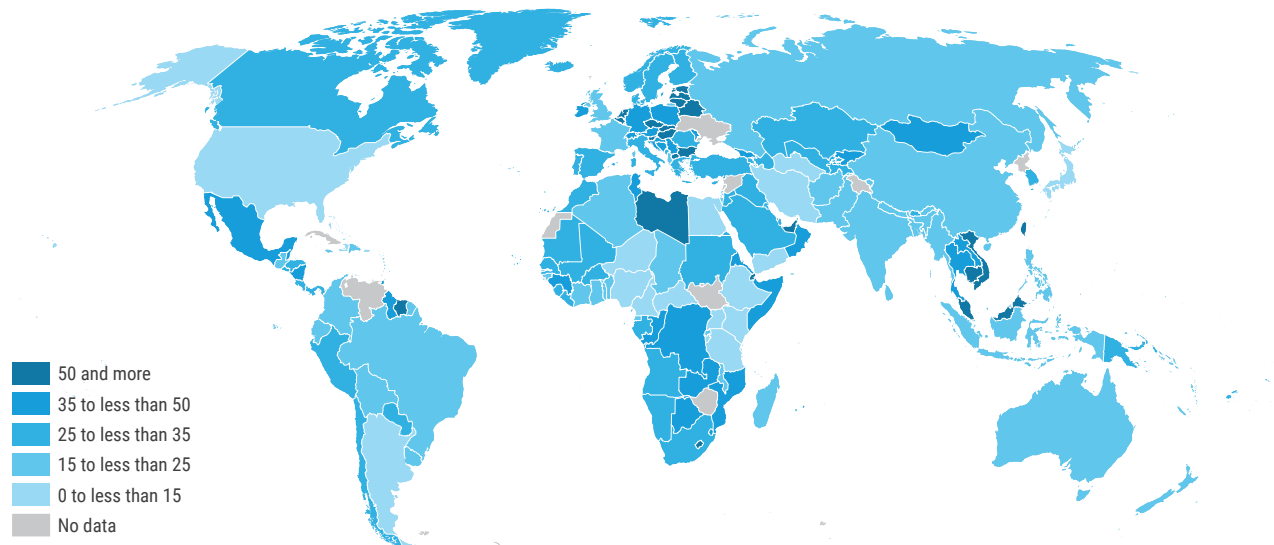 50 and more
35 to less than 50
25 to less than 35
15 to less than 25
0 to less than 15
No data